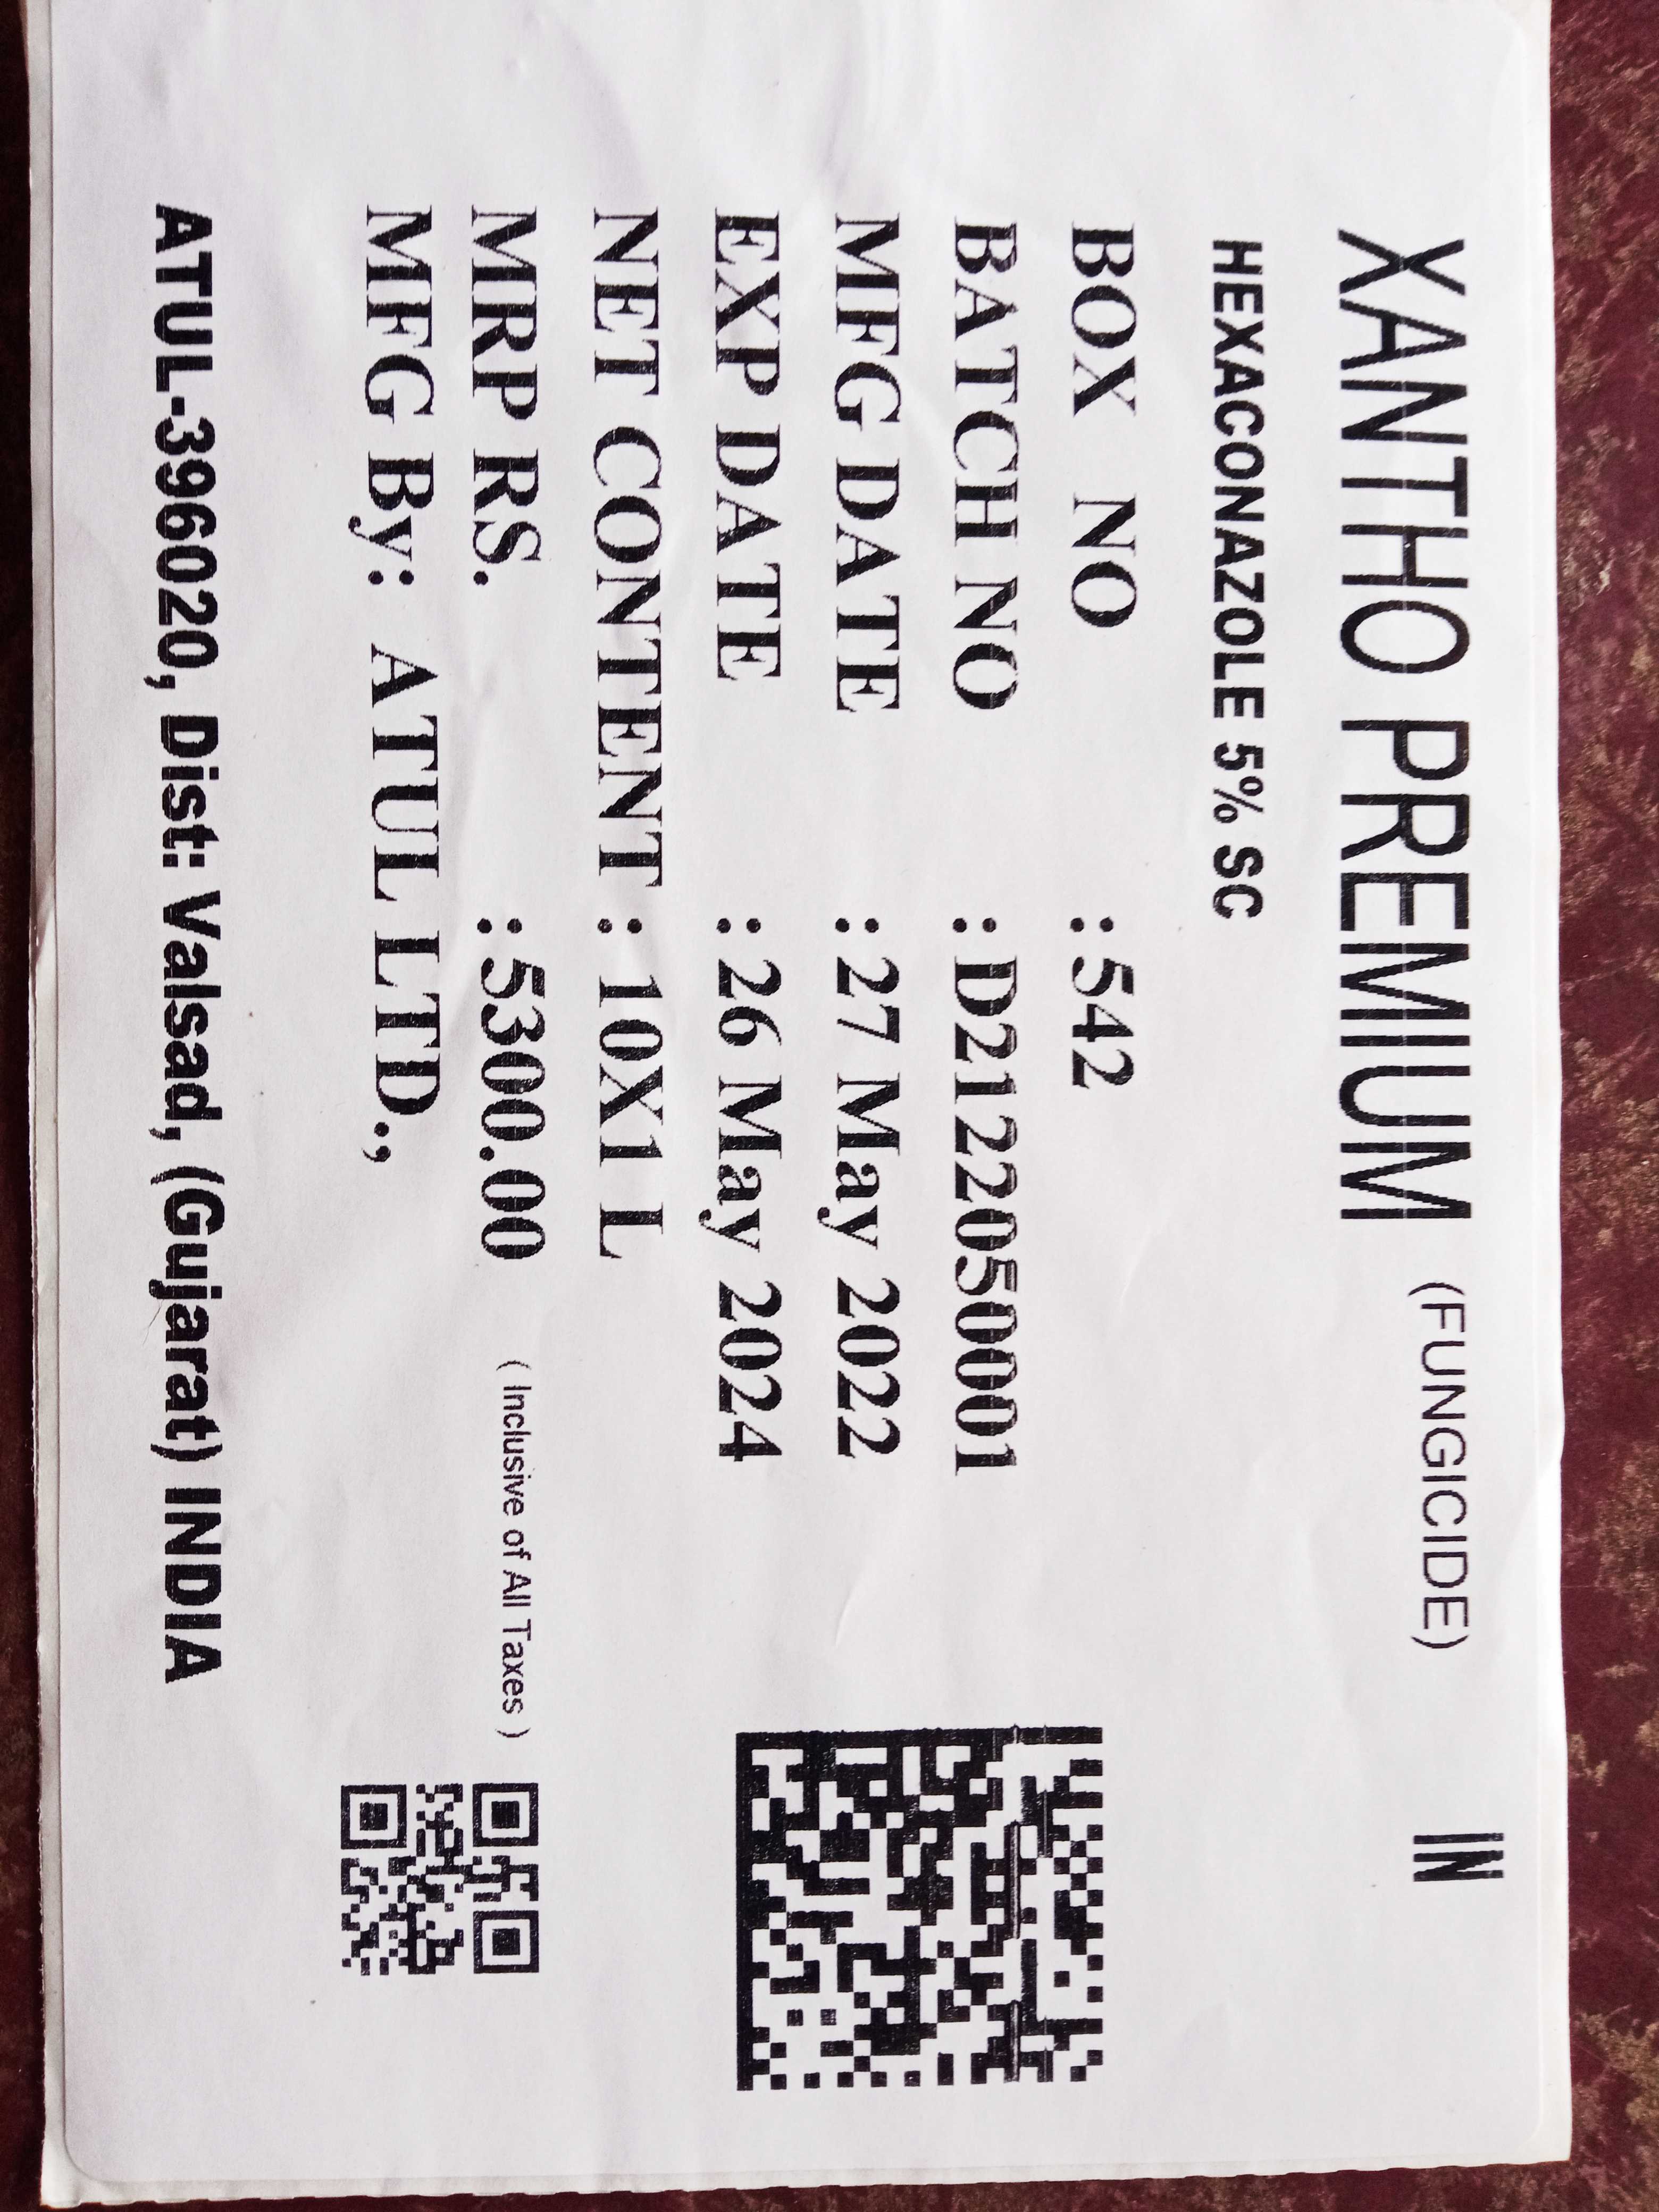 XANTHO PREMIUM (FUNGICIDE) IN
HEXACONAZOLE 5% SC
BOX NO : 542
BATCH NO : D2122050001
MFG DATE : 27 May 2022
EXP DATE : 26 May 2024
NET CONTENT : 10X1 L
MRP RS. : 5300.00 ( Inclusive of All Taxes )
MFG By: ATUL LTD.,
ATUL-396020, Dist: Valsad, (Gujarat) INDIA